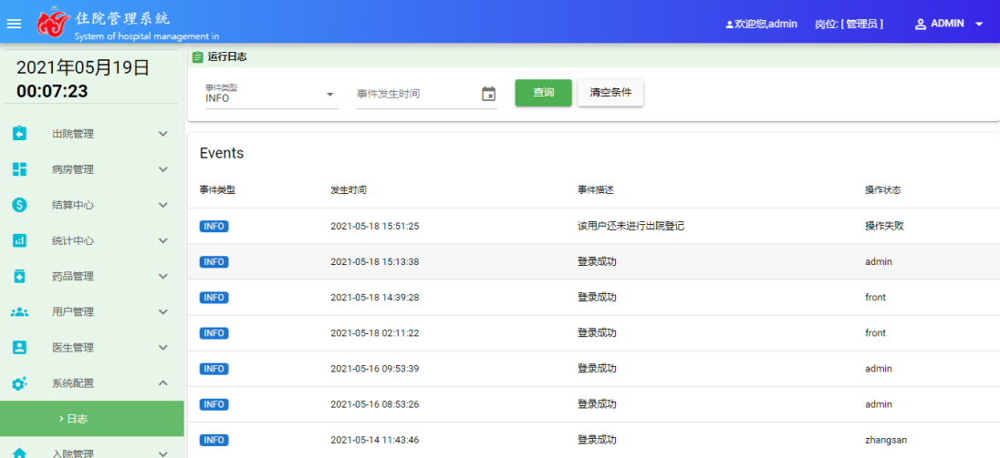 住院管理系统
System of hospital management in
欢迎您,admin 岗位:[ 管理员 ] ADMIN
2021年05月19日
00:07:23
出院管理
病房管理
结算中心
统计中心
药品管理
用户管理
医生管理
系统配置
日志
入院管理
运行日志
事件类型
INFO
事件发生时间
查询
清空条件
Events
事件类型 发生时间 事件描述 操作状态
INFO 2021-05-18 15:51:25 该用户还未进行出院登记 操作失败
INFO 2021-05-18 15:13:38 登录成功 admin
INFO 2021-05-18 14:39:28 登录成功 front
INFO 2021-05-18 02:11:22 登录成功 front
INFO 2021-05-16 09:53:39 登录成功 admin
INFO 2021-05-16 08:53:26 登录成功 admin
INFO 2021-05-14 11:43:46 登录成功 zhangsan